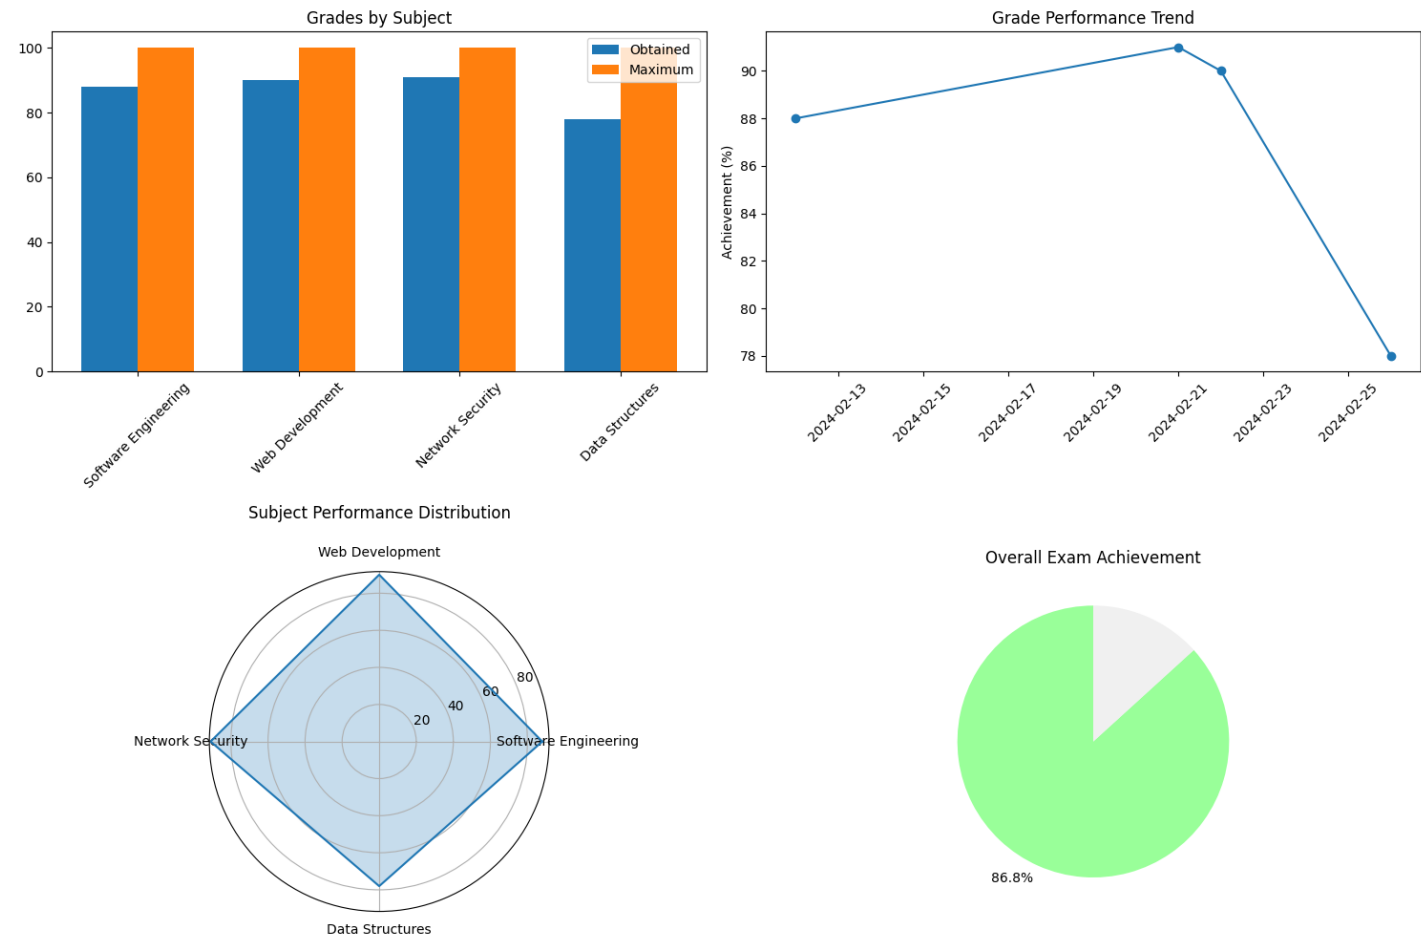 Grades by Subject
100
80
60
40
20
0
Obtained
Maximum
Software Engineering
Web Development
Network Security
Data Structures
Grade Performance Trend
Achievement (%)
90
88
86
84
82
80
78
2024-02-13
2024-02-15
2024-02-17
2024-02-19
2024-02-21
2024-02-23
2024-02-25
Subject Performance Distribution
Web Development
80
60
40
20
Network Security
Software Engineering
Data Structures
Overall Exam Achievement
86.8%